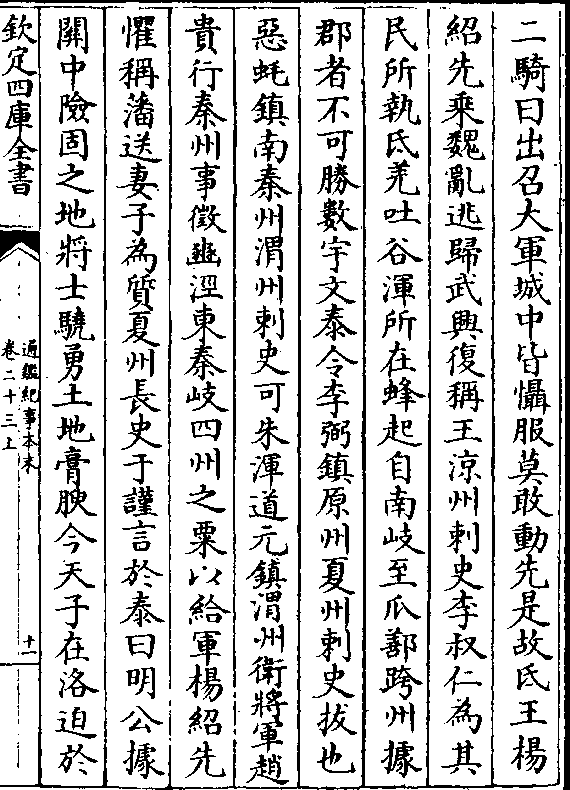 二騎曰出召大軍城中皆懾服莫敢動先是故氐王楊
紹先乘魏亂逃歸武興復稱王涼州刺史李叔仁為其
民所執氐羌吐谷渾所在蜂起自南岐至瓜鄯跨州據
郡者不可勝數宇文泰令李弼鎮原州夏州刺史拔也
惡蚝鎮南秦州渭州刺史可朱渾道元鎮渭州衛將軍趙
貴行秦州事徵豳涇東秦岐四州之粟以給軍楊紹先
懼稱藩送妻子為質夏州長史于謹言於泰曰明公據
關中險固之地將士驍勇土地膏腴今天子在洛迫於
欽定四庫全書
通鑑紀事本末
卷二十三上
十一